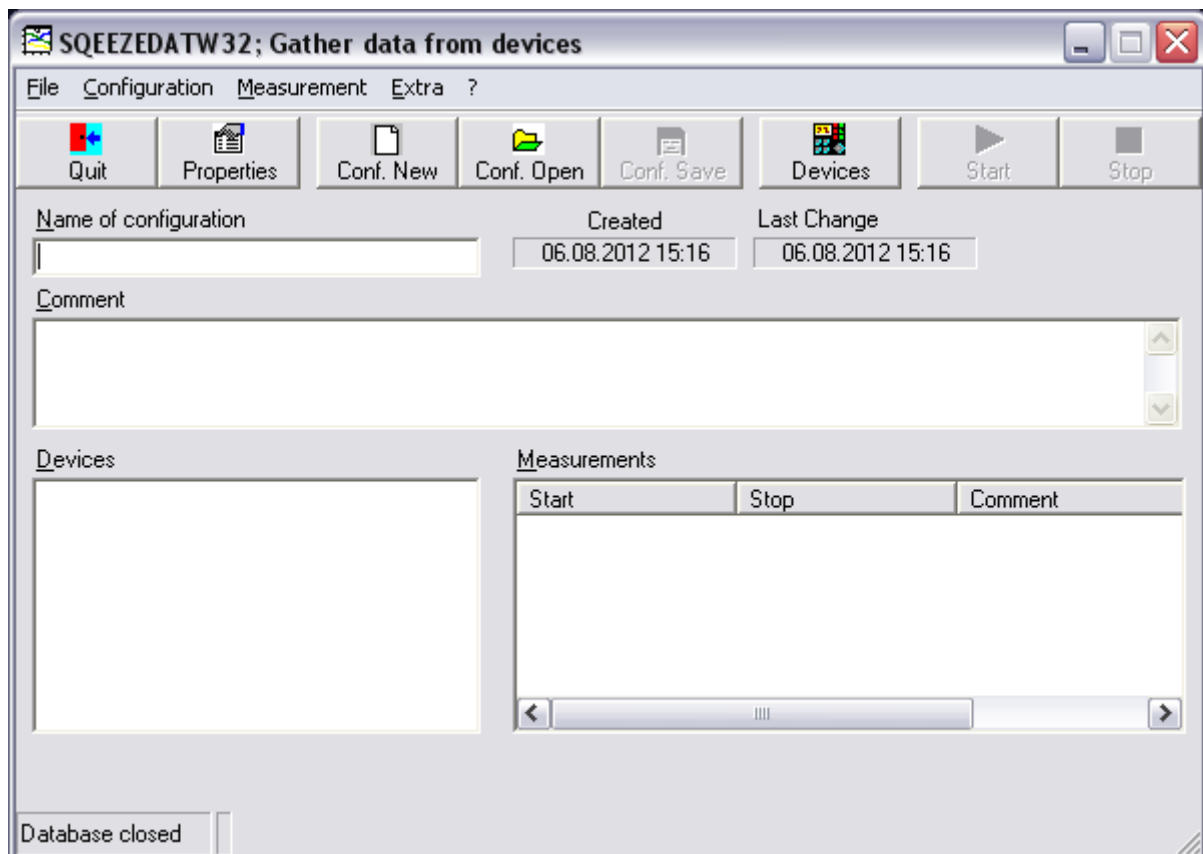 SQEEZEDATW32; Gather data from devices
File Configuration Measurement Extra ?
Quit Properties Conf. New Conf. Open Conf. Save Devices Start Stop
Name of configuration Created Last Change
06.08.2012 15:16 06.08.2012 15:16
Comment
Devices Measurements
Start Stop Comment
Database closed